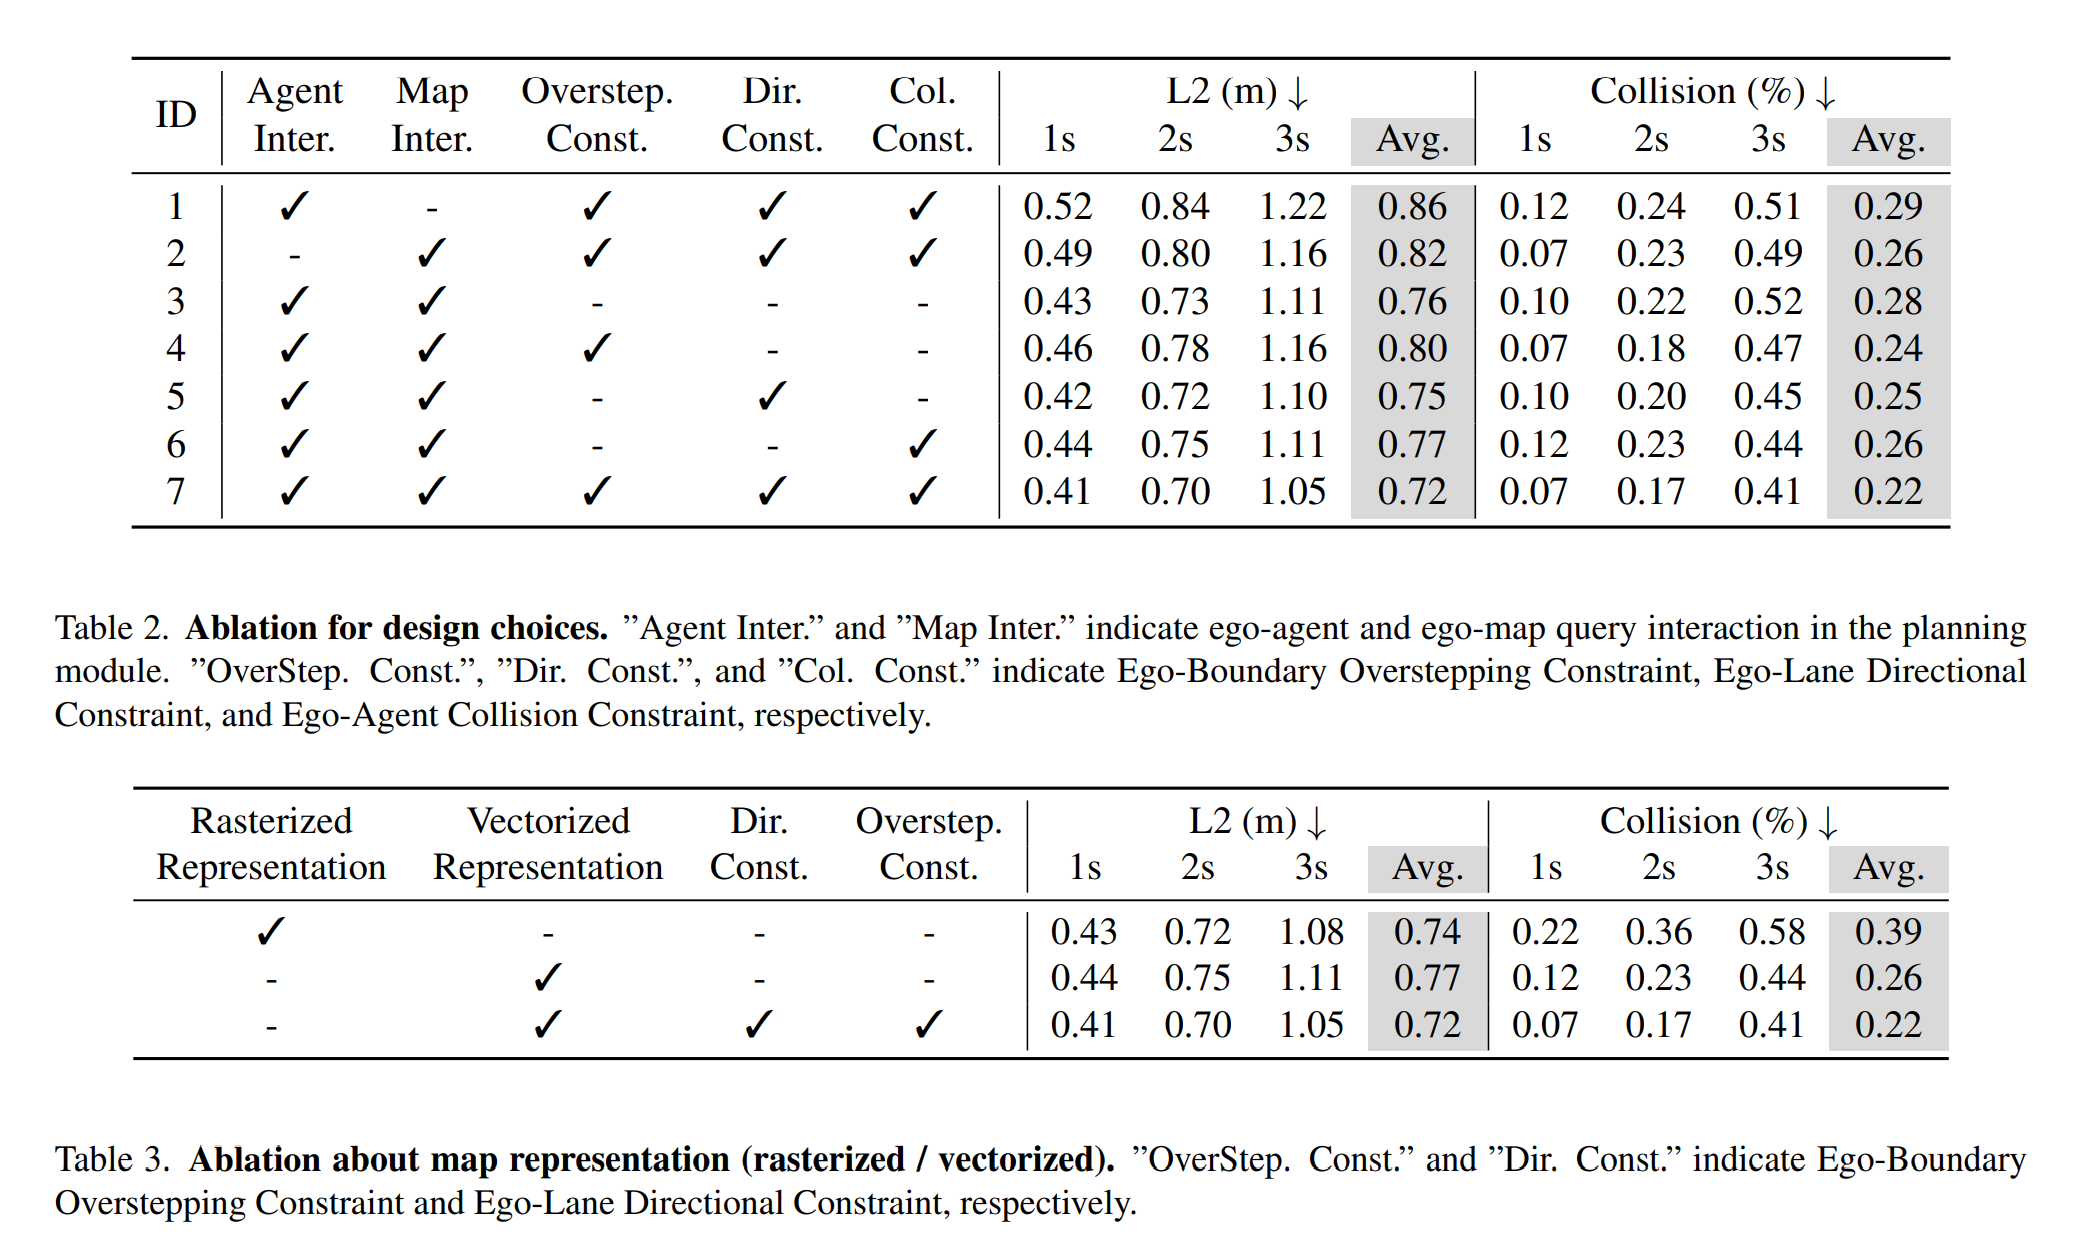 ID Agent Map Overstep. Dir. Col. L2 (m) ↓ Collision (%) ↓
Inter. Inter. Const. Const. Const. 1s 2s 3s Avg. 1s 2s 3s Avg.
1 ✓ - ✓ ✓ ✓ 0.52 0.84 1.22 0.86 0.12 0.24 0.51 0.29
2 - ✓ ✓ ✓ ✓ 0.49 0.80 1.16 0.82 0.07 0.23 0.49 0.26
3 ✓ ✓ - - - 0.43 0.73 1.11 0.76 0.10 0.22 0.52 0.28
4 ✓ ✓ ✓ - - 0.46 0.78 1.16 0.80 0.07 0.18 0.47 0.24
5 ✓ ✓ - ✓ - 0.42 0.72 1.10 0.75 0.10 0.20 0.45 0.25
6 ✓ ✓ - - ✓ 0.44 0.75 1.11 0.77 0.12 0.23 0.44 0.26
7 ✓ ✓ ✓ ✓ ✓ 0.41 0.70 1.05 0.72 0.07 0.17 0.41 0.22
Table 2. Ablation for design choices. ”Agent Inter.” and ”Map Inter.” indicate ego-agent and ego-map query interaction in the planning
module. ”OverStep. Const.”, ”Dir. Const.”, and ”Col. Const.” indicate Ego-Boundary Overstepping Constraint, Ego-Lane Directional
Constraint, and Ego-Agent Collision Constraint, respectively.
Rasterized Vectorized Dir. Overstep. L2 (m) ↓ Collision (%) ↓
Representation Representation Const. Const. 1s 2s 3s Avg. 1s 2s 3s Avg.
✓ - - - 0.43 0.72 1.08 0.74 0.22 0.36 0.58 0.39
- ✓ - - 0.44 0.75 1.11 0.77 0.12 0.23 0.44 0.26
- ✓ ✓ ✓ 0.41 0.70 1.05 0.72 0.07 0.17 0.41 0.22
Table 3. Ablation about map representation (rasterized / vectorized). ”OverStep. Const.” and ”Dir. Const.” indicate Ego-Boundary
Overstepping Constraint and Ego-Lane Directional Constraint, respectively.